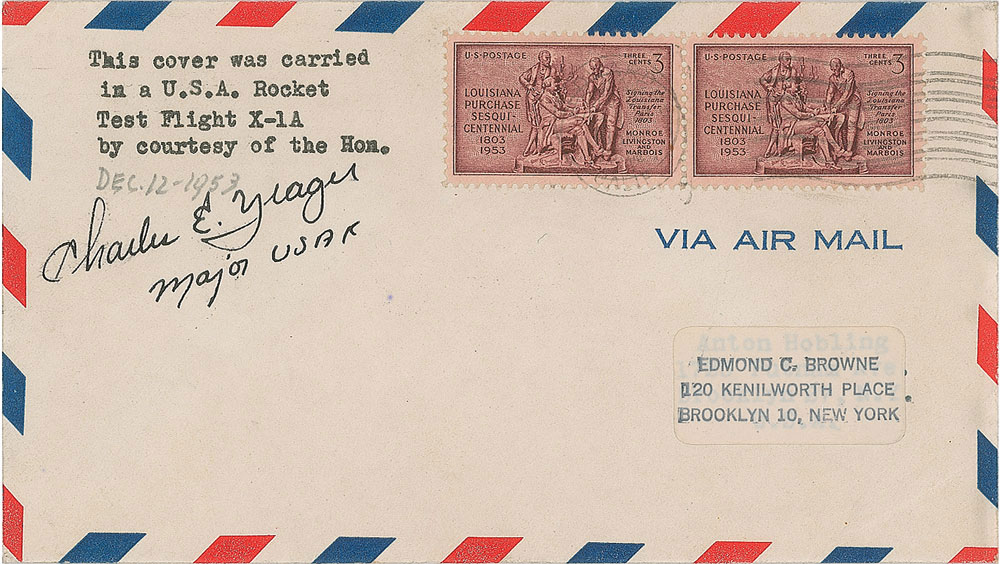 This cover was carried
in a U.S.A. Rocket
Test Flight X-1A
by courtesy of the Hon.
DEC. 12-1953
Charles E. Yeager
Major USAF
U·S·POSTAGE
THREE CENTS 3
LOUISIANA
PURCHASE
SESQUI-
CENTENNIAL
1803
1953
Signing the
Louisiana
Transfer
Paris
1803
MONROE
LIVINGSTON
AND
MARBOIS
U·S·POSTAGE
THREE CENTS 3
LOUISIANA
PURCHASE
SESQUI-
CENTENNIAL
1803
1953
Signing the
Louisiana
Transfer
Paris
1803
MONROE
LIVINGSTON
AND
MARBOIS
VIA AIR MAIL
Anton Hobling
EDMOND C. BROWNE
120 KENILWORTH PLACE
BROOKLYN 10, NEW YORK